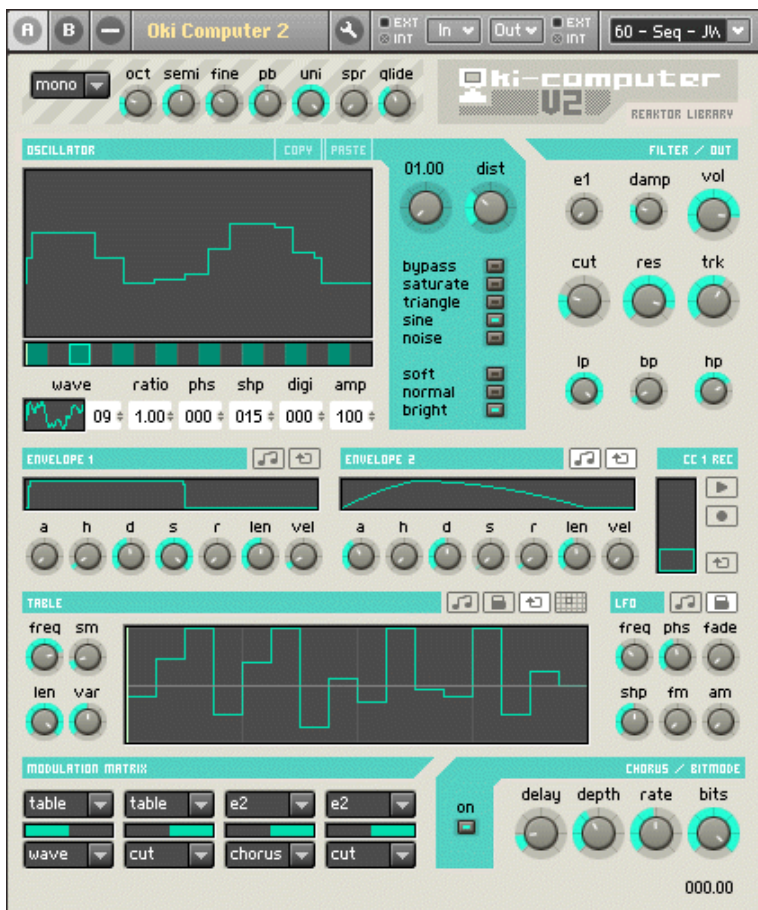 A B Oki Computer 2 EXT INT In Out EXT INT 60 - Seq - JW
mono oct semi fine pb uni spr glide
Oki-computer
V2
REAKTOR LIBRARY
OSCILLATOR COPY PASTE
FILTER / OUT
01.00 dist
e1 damp vol
bypass
saturate
triangle
sine
noise
cut res trk
soft
normal
bright
lp bp hp
wave ratio phs shp digi amp
09 1.00 000 015 000 100
ENVELOPE 1 ENVELOPE 2 CC 1 REC
a h d s r len vel a h d s r len vel
TABLE LFO
freq sm freq phs fade
len var shp fm am
MODULATION MATRIX CHORUS / BITMODE
table table e2 e2 on delay depth rate bits
wave cut chorus cut
000.00